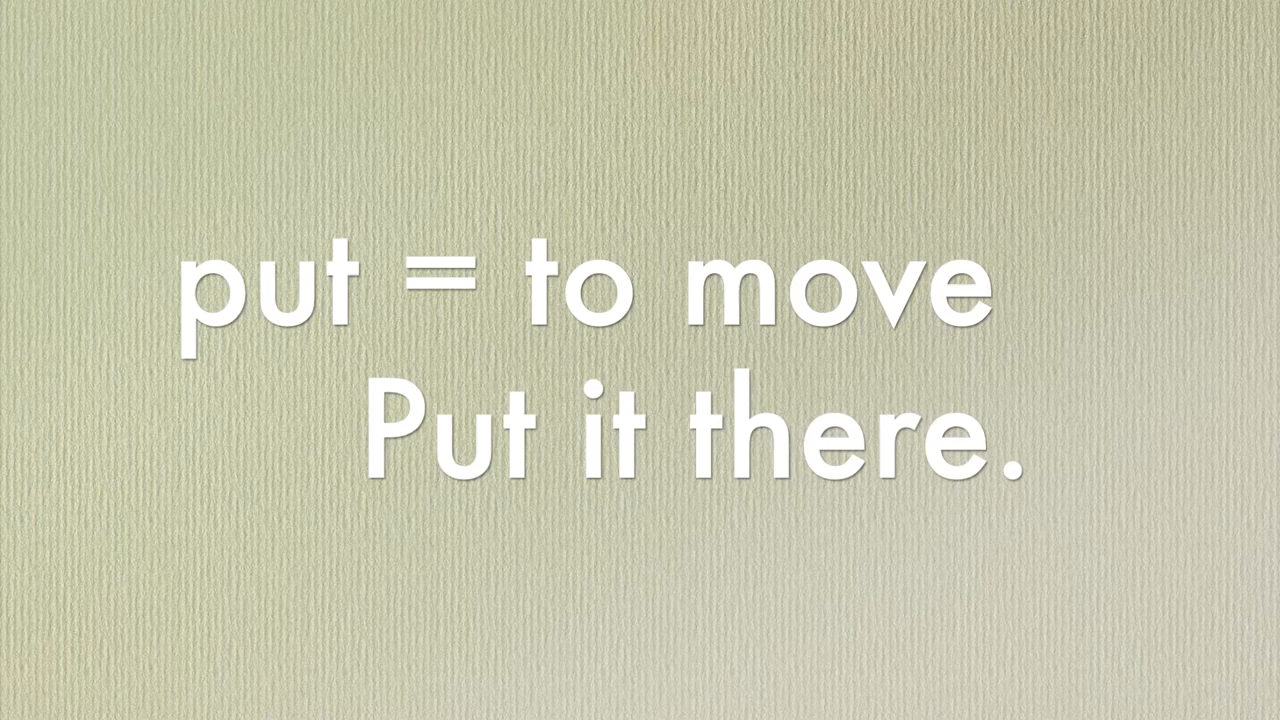 put = to move
Put it there.